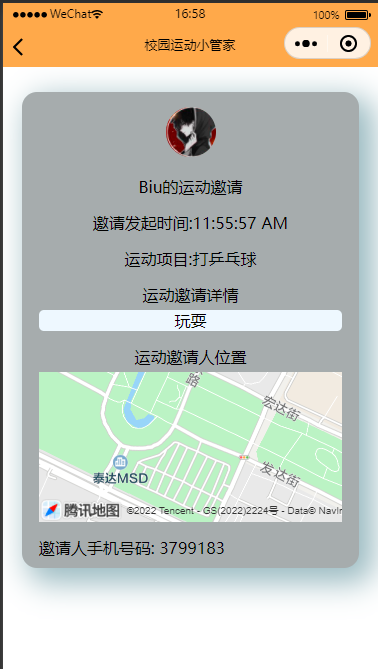 WeChat 16:58 100%
校园运动小管家
Biu的运动邀请
邀请发起时间:11:55:57 AM
运动项目:打乒乓球
运动邀请详情
玩耍
运动邀请人位置
路
宏达街
发达街
泰达MSD
腾讯地图 ©2022 Tencent - GS(2022)2224号 - Data© NavIr
邀请人手机号码: 3799183